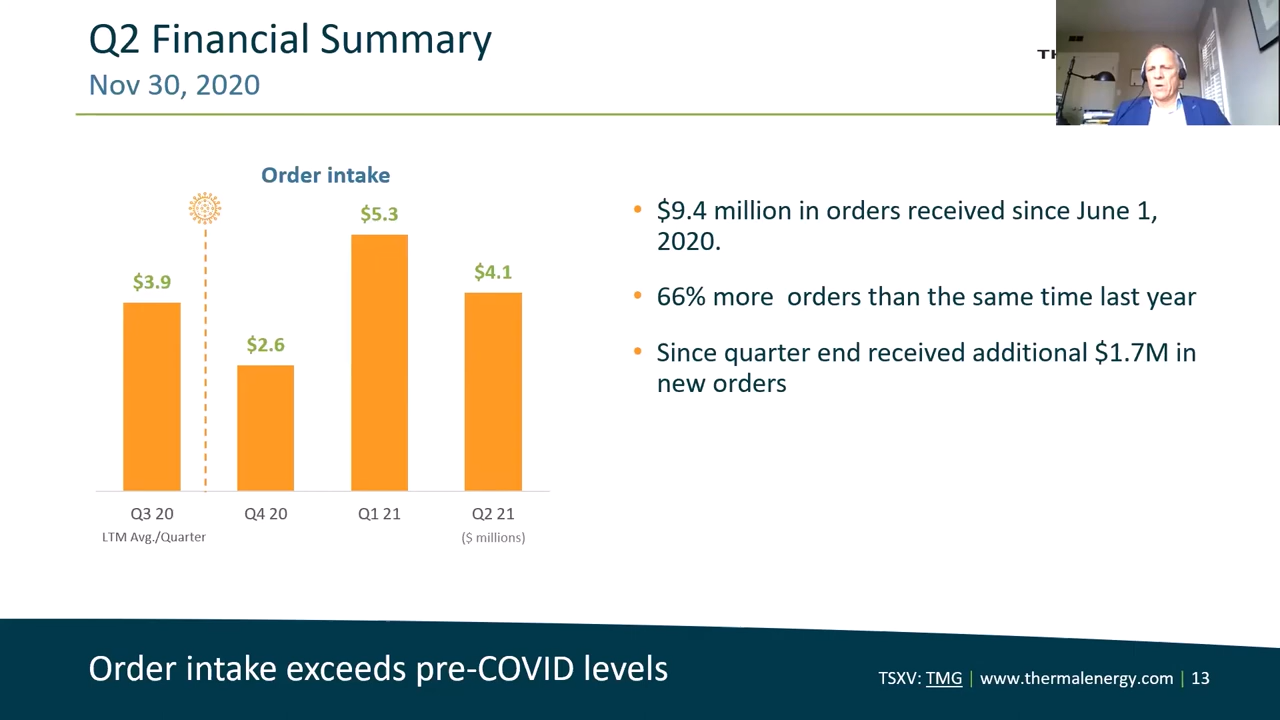 Q2 Financial Summary
Nov 30, 2020
TH
Order intake
$3.9
$2.6
$5.3
$4.1
Q3 20
Q4 20
Q1 21
Q2 21
LTM Avg./Quarter
($ millions)
• $9.4 million in orders received since June 1,
2020.
• 66% more orders than the same time last year
• Since quarter end received additional $1.7M in
new orders
Order intake exceeds pre-COVID levels
TSXV: TMG | www.thermalenergy.com | 13